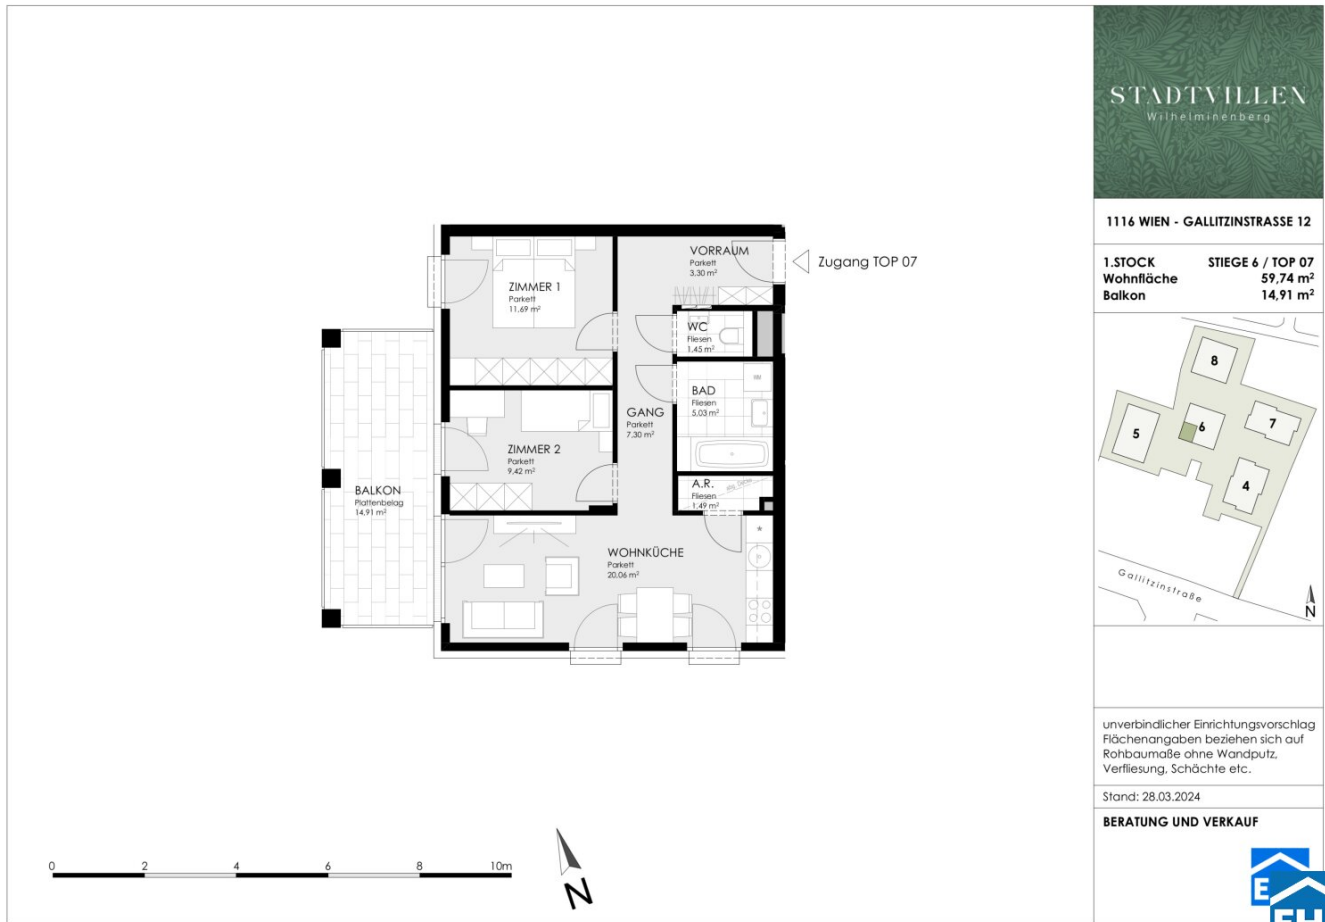 VORRAUM
Parkett
3,30 m²
Zugang TOP 07
ZIMMER 1
Parkett
11,69 m²
WC
Fliesen
1,45 m²
BAD
Fliesen
5,03 m²
WM
GANG
Parkett
7,30 m²
ZIMMER 2
Parkett
9,42 m²
A.R.
Fliesen
1,49 m²
abg. Decke
BALKON
Plattenbelag
14,91 m²
WOHNKÜCHE
Parkett
20,06 m²
0 2 4 6 8 10m
N
STADTVILLEN
Wilhelminenberg
1116 WIEN - GALLITZINSTRASSE 12
1.STOCK STIEGE 6 / TOP 07
Wohnfläche 59,74 m²
Balkon 14,91 m²
8
5
6
7
4
Gallitzinstraße
N
unverbindlicher Einrichtungsvorschlag
Flächenangaben beziehen sich auf
Rohbaumaße ohne Wandputz,
Verfliesung, Schächte etc.
Stand: 28.03.2024
BERATUNG UND VERKAUF
E
EH